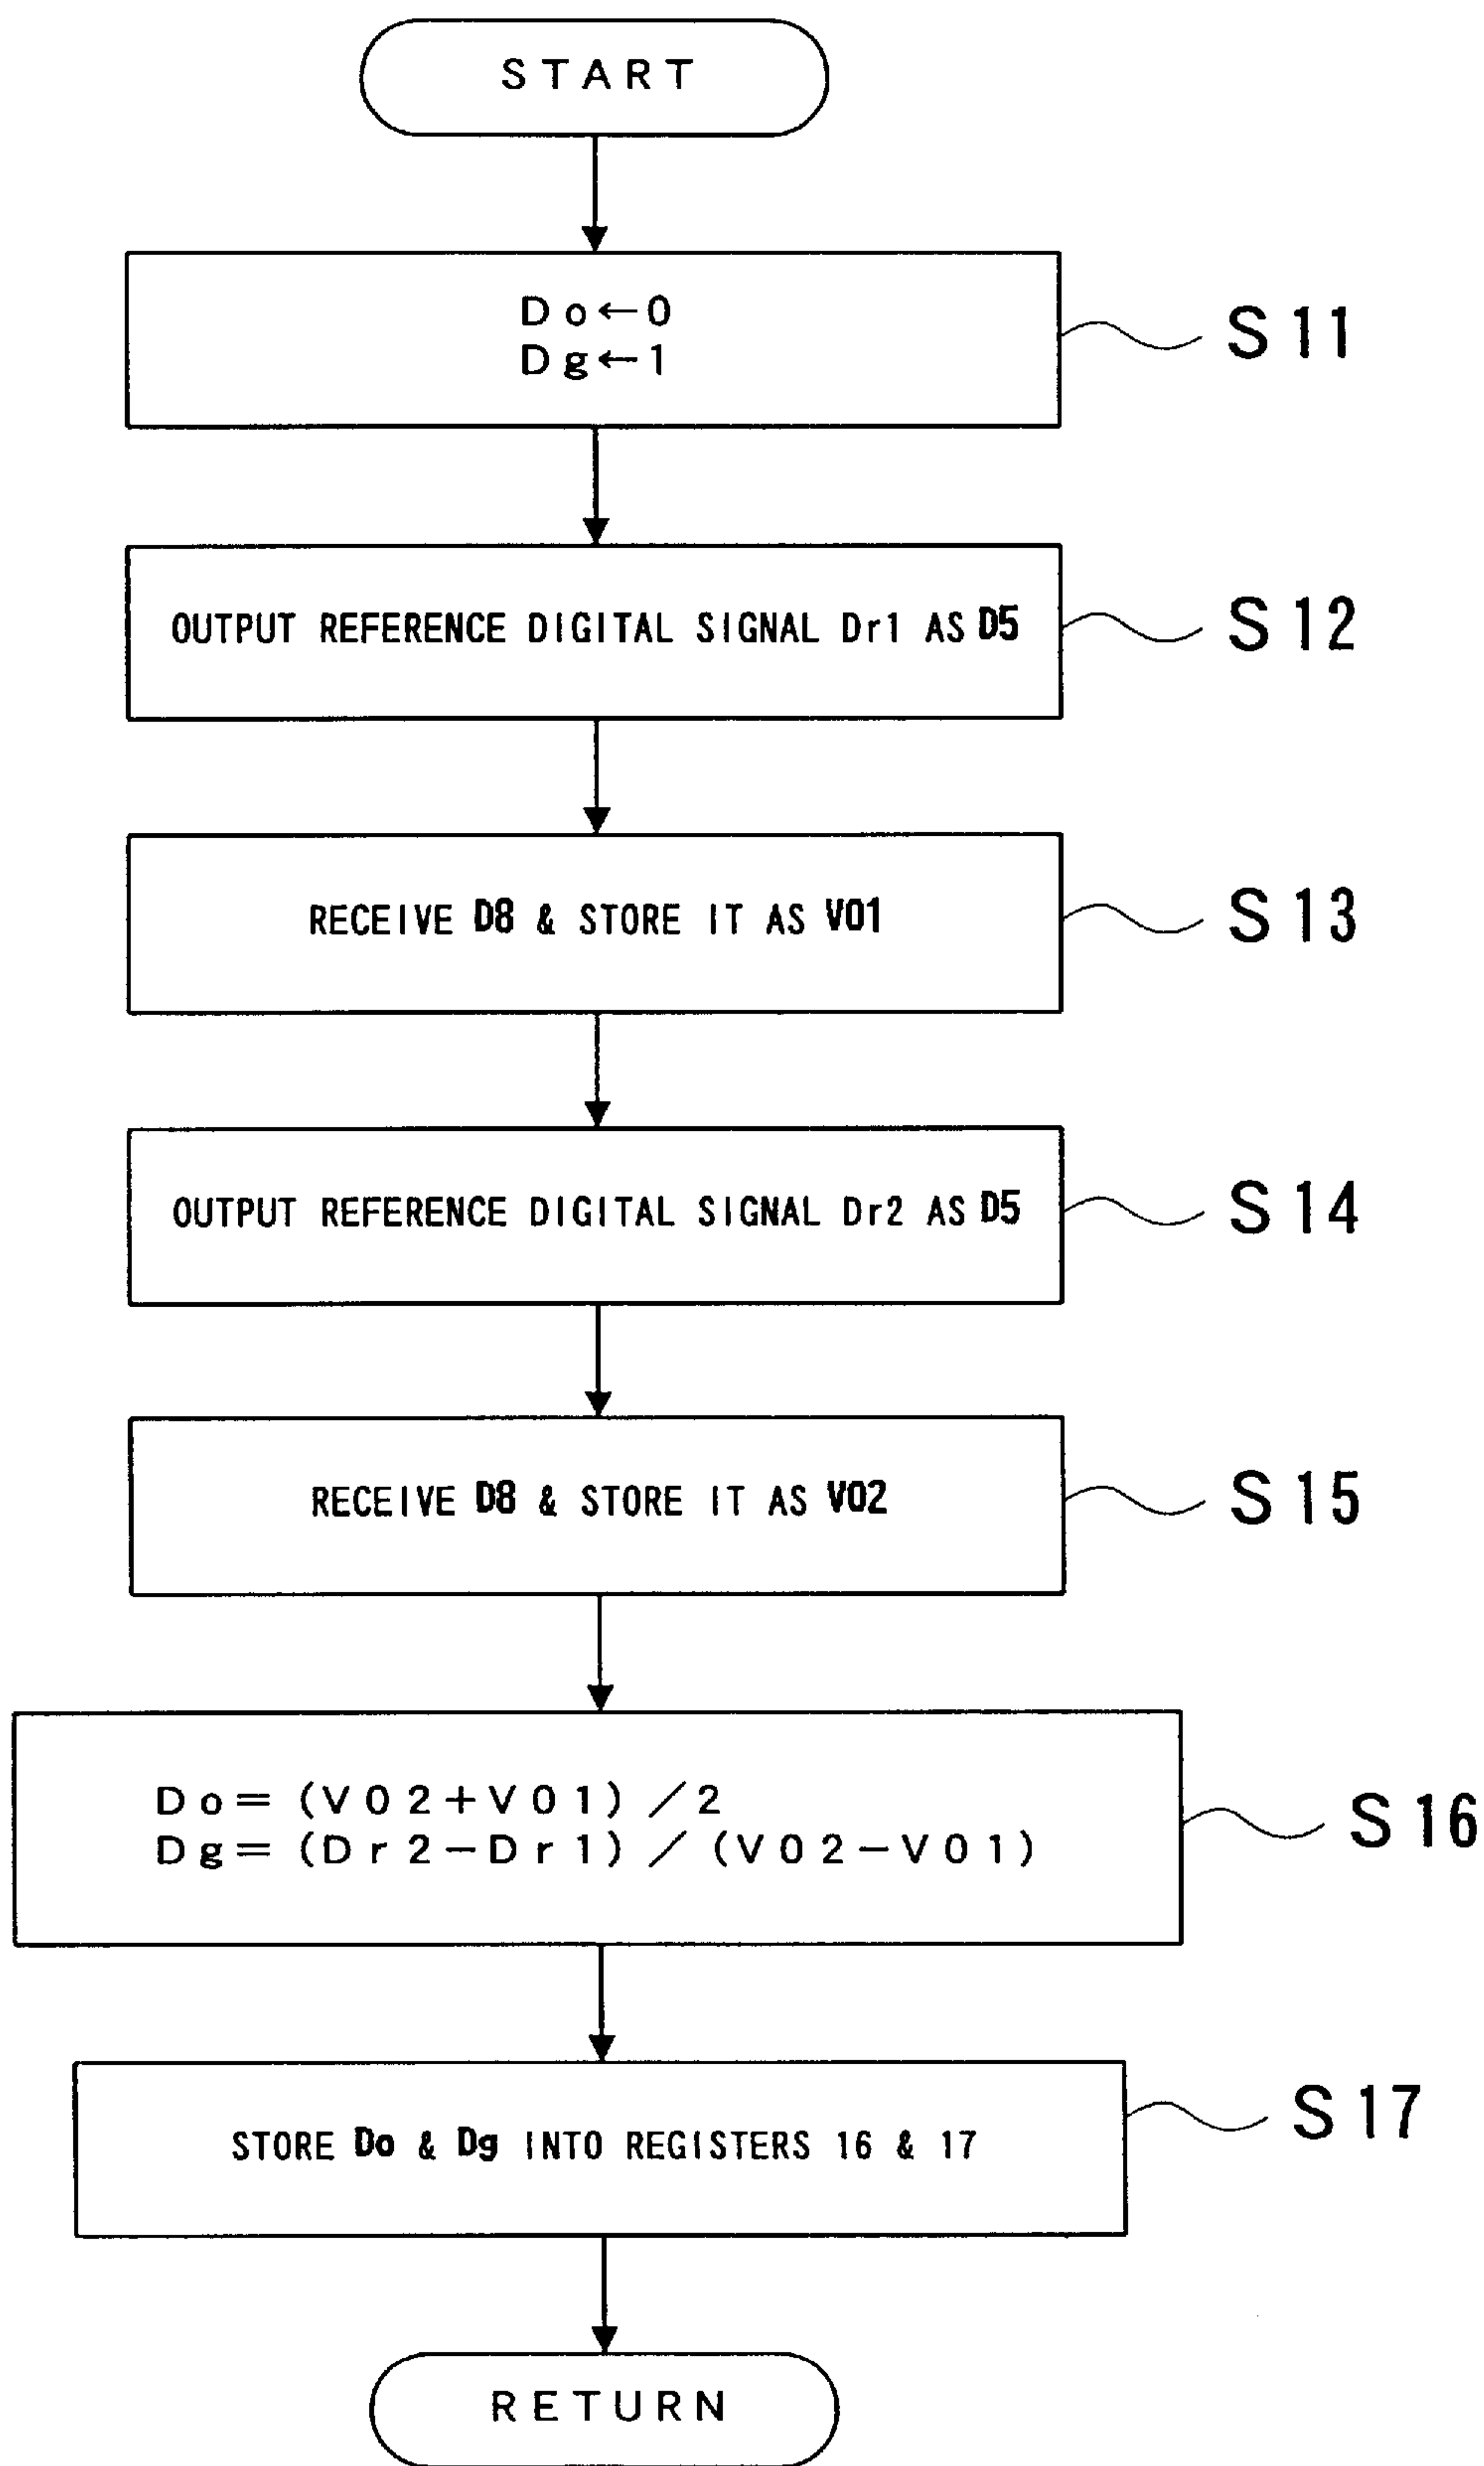 START
Do←0
Dg←1
S11
OUTPUT REFERENCE DIGITAL SIGNAL Dr1 AS D5
S12
RECEIVE D8 & STORE IT AS V01
S13
OUTPUT REFERENCE DIGITAL SIGNAL Dr2 AS D5
S14
RECEIVE D8 & STORE IT AS V02
S15
Do=(V02+V01)/2
Dg=(Dr2-Dr1)/(V02-V01)
S16
STORE Do & Dg INTO REGISTERS 16 & 17
S17
RETURN